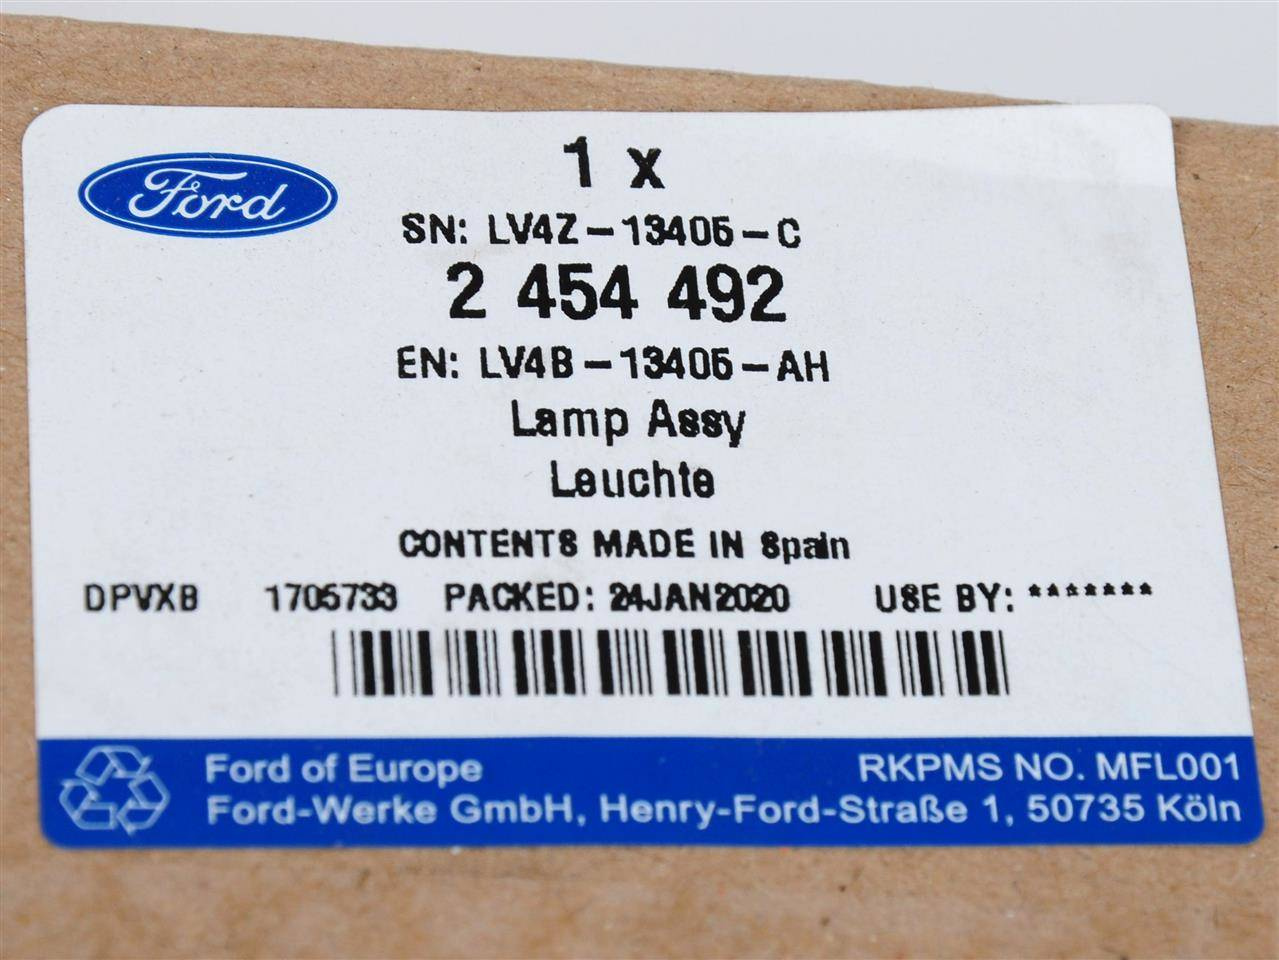 Ford
1 x
SN: LV4Z-13405-C
2 454 492
EN: LV4B-13405-AH
Lamp Assy
Leuchte
CONTENTS MADE IN Spain
DPVXB 1705733 PACKED: 24JAN2020 USE BY: *******
Ford of Europe RKPMS NO. MFL001
Ford-Werke GmbH, Henry-Ford-Straße 1, 50735 Köln